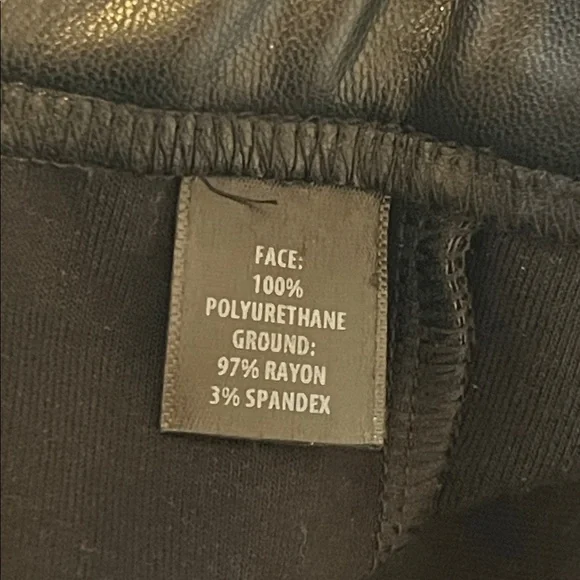 FACE:
100%
POLYURETHANE
GROUND:
97% RAYON
3% SPANDEX